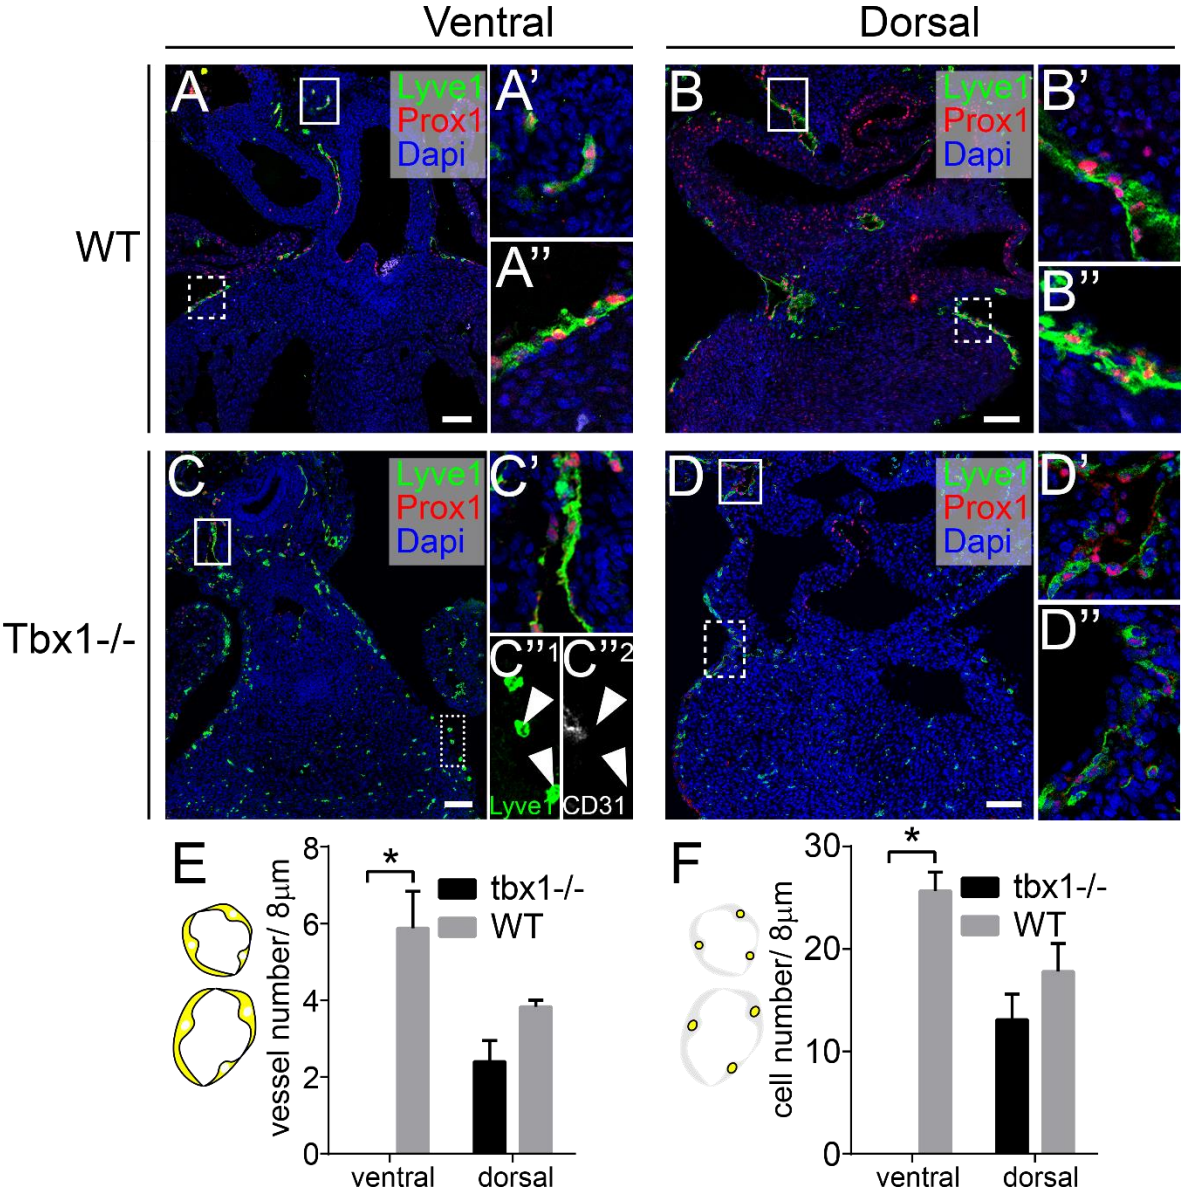 Ventral
Dorsal
WT
A
Lyve1
Prox1
Dapi
A’
A’’
B
Lyve1
Prox1
Dapi
B’
B’’
Tbx1-/-
C
Lyve1
Prox1
Dapi
C’
C’’1
Lyve1
C’’2
CD31
D
Lyve1
Prox1
Dapi
D’
D’’
E
vessel number/ 8µm
8
6
4
2
0
*
tbx1-/-
WT
ventral
dorsal
F
cell number/ 8µm
30
20
10
0
*
tbx1-/-
WT
ventral
dorsal